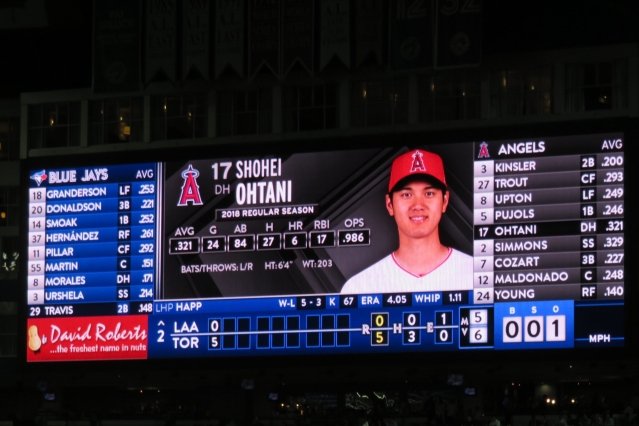 BLUE JAYS AVG
18 GRANDERSON LF .253
20 DONALDSON 3B .221
14 SMOAK 1B .252
37 HERNÁNDEZ RF .261
11 PILLAR CF .292
55 MARTIN C .151
8 MORALES DH .171
3 URSHELA SS .214
29 TRAVIS 2B .148
17 SHOHEI
DH OHTANI
2018 REGULAR SEASON
AVG G AB H HR RBI OPS
.321 24 84 27 6 17 .986
BATS/THROWS: L/R HT: 6'4" WT: 203
A
ANGELS AVG
3 KINSLER 2B .200
27 TROUT CF .293
8 UPTON LF .249
5 PUJOLS 1B .246
17 OHTANI DH .321
2 SIMMONS SS .329
7 COZART 3B .227
12 MALDONADO C .248
24 YOUNG RF .140
David Roberts
...the freshest name in nuts
LHP HAPP W-L 5 - 3 K 67 ERA 4.05 WHIP 1.11
2 LAA 0 R 0 H 0 E 1 M 5
TOR 5 5 3 0 V 6
B S O
0 0 1
MPH